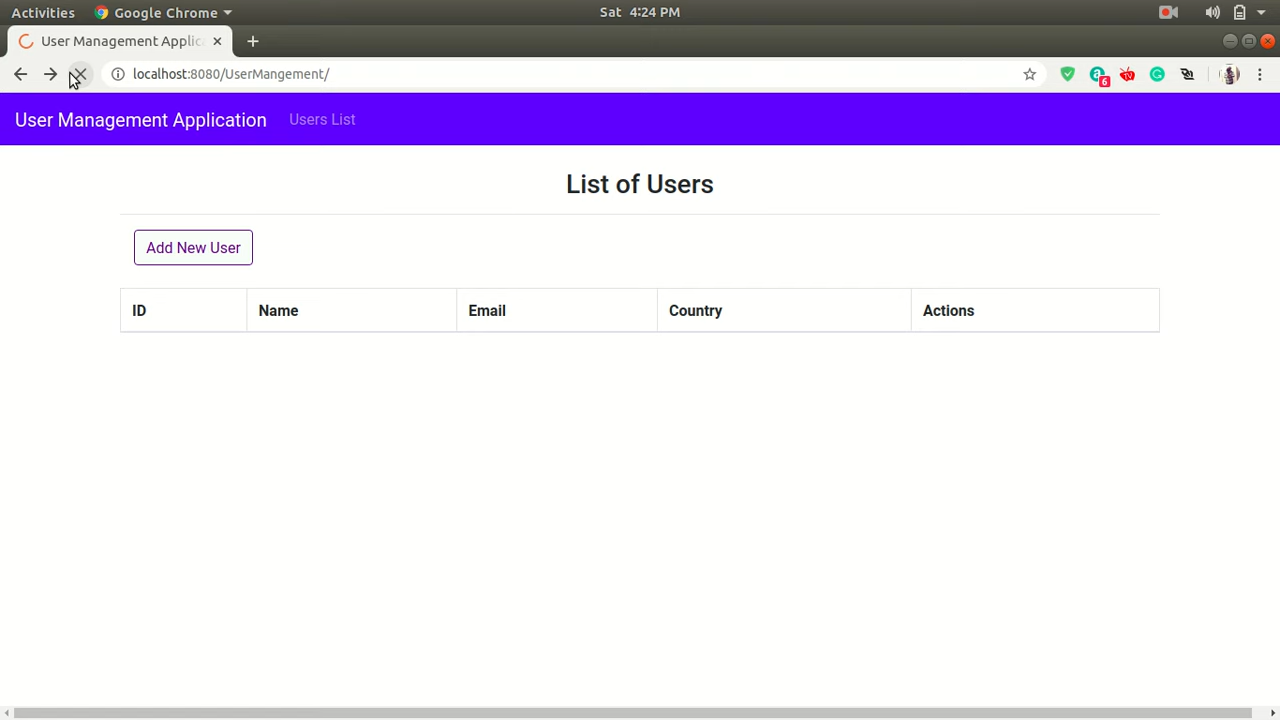 Activities Google Chrome Sat 4:24 PM
User Management Applic
localhost:8080/UserMangement/ 6
User Management Application Users List
List of Users
Add New User
ID Name Email Country Actions